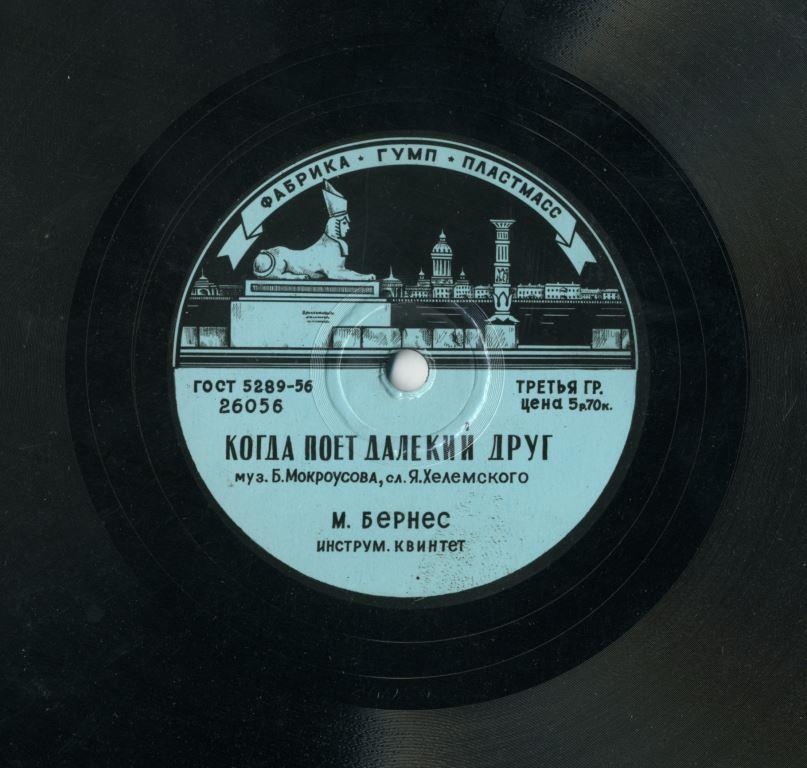 ФАБРИКА · ГУМП · ПЛАСТМАСС
ГОСТ 5289-56
26056
ТРЕТЬЯ ГР.
цена 5р.70к.
КОГДА ПОЕТ ДАЛЕКИЙ ДРУГ
муз. Б.Мокроусова, сл. Я.Хелемского
М. БЕРНЕС
ИНСТРУМ. КВИНТЕТ